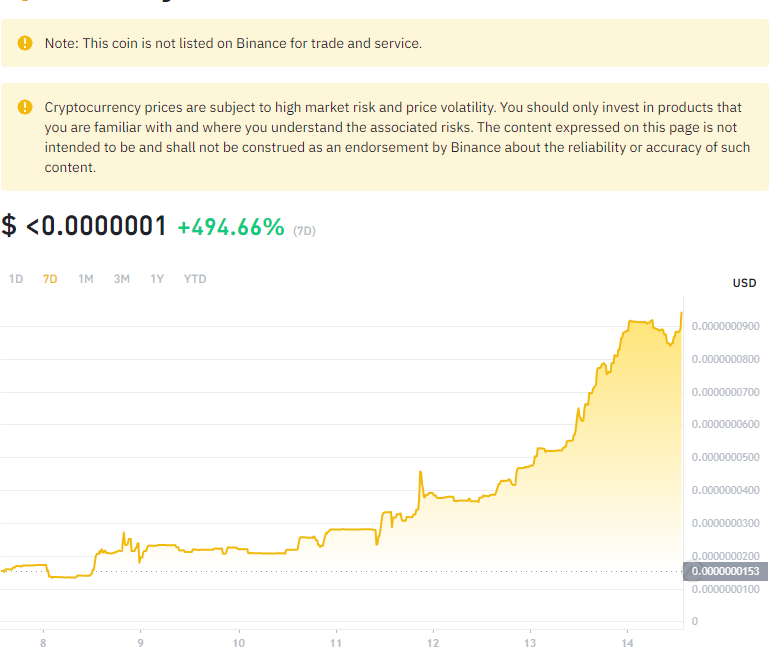 Note: This coin is not listed on Binance for trade and service.
Cryptocurrency prices are subject to high market risk and price volatility. You should only invest in products that
you are familiar with and where you understand the associated risks. The content expressed on this page is not
intended to be and shall not be construed as an endorsement by Binance about the reliability or accuracy of such
content.
$ <0.0000001 +494.66% (7D)
1D 7D 1M 3M 1Y YTD
USD
0.0000000900
0.0000000800
0.0000000700
0.0000000600
0.0000000500
0.0000000400
0.0000000300
0.0000000200
0.0000000153
0.0000000100
0
8 9 10 11 12 13 14